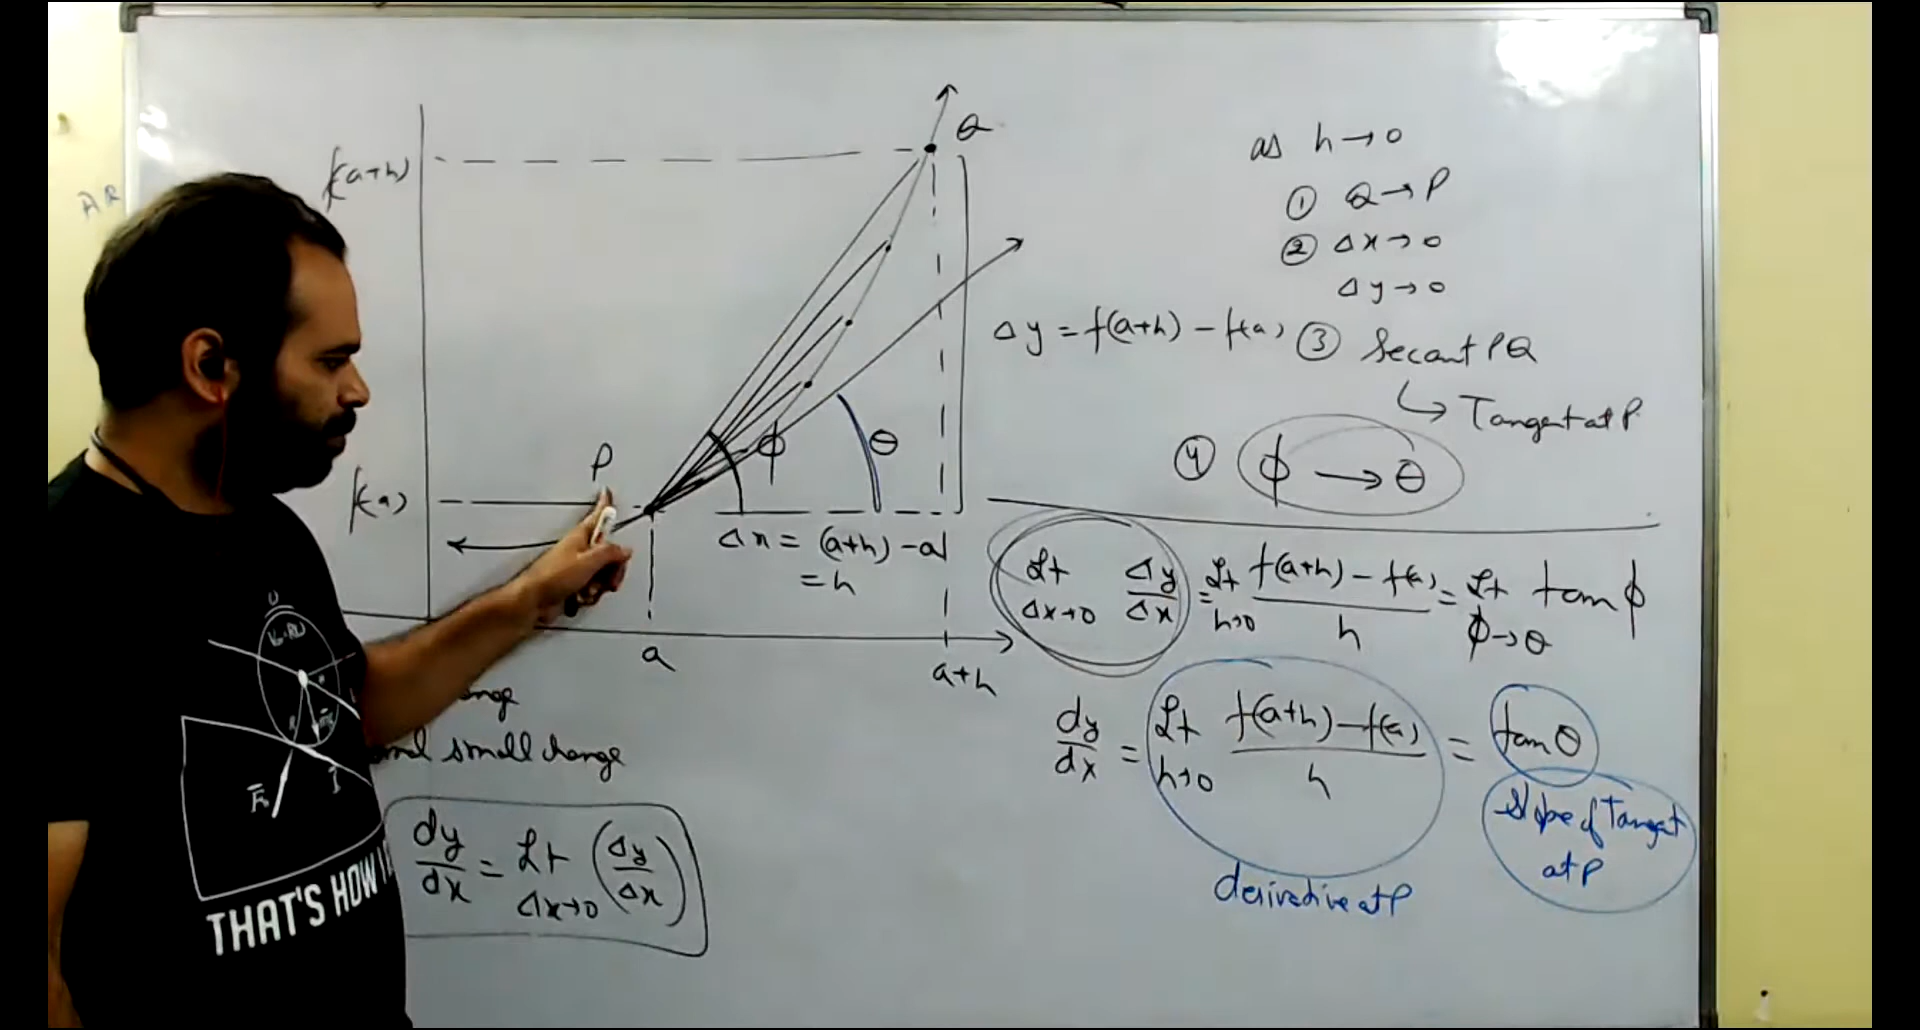 f(a+h)
Q
P
ϕ
θ
f(a)
Δx = (a+h) - a
= h
a
a+h
small change
dy/dx = Lt Δx→0 (Δy/Δx)
as h → 0
① Q → P
② Δx → 0
Δy → 0
Δy = f(a+h) - f(a)
③ Secant PQ
↳ Tangent at P
④ ϕ → θ
Lt Δx→0 Δy/Δx = Lt h→0 f(a+h) - f(a) / h = Lt ϕ→θ tan ϕ
dy/dx = Lt h→0 f(a+h) - f(a) / h = tan θ
derivative at P
Slope of Tangent
at P
THAT'S HOW I